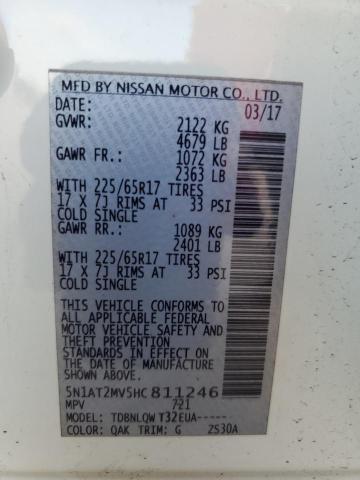 MFD BY NISSAN MOTOR CO., LTD.
DATE: 03/17
GVWR: 2122 KG
4679 LB
GAWR FR.: 1072 KG
2363 LB
WITH 225/65R17 TIRES
17 X 7J RIMS AT 33 PSI
COLD SINGLE
GAWR RR.: 1089 KG
2401 LB
WITH 225/65R17 TIRES
17 X 7J RIMS AT 33 PSI
COLD SINGLE
THIS VEHICLE CONFORMS TO
ALL APPLICABLE FEDERAL
MOTOR VEHICLE SAFETY AND
THEFT PREVENTION
STANDARDS IN EFFECT
ON THE DATE OF
MANUFACTURE SHOWN ABOVE.
5N1AT2MV5HC 811246
MPV 721
MODEL: TDBNLQW T32EUA-----
COLOR: QAK TRIM: G ZS30A